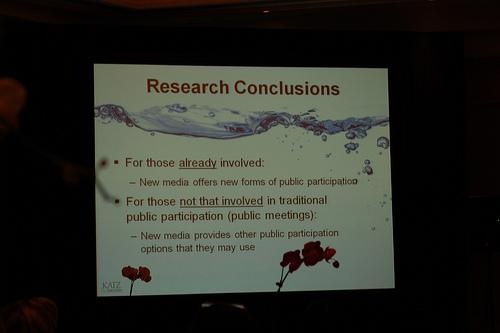 Research Conclusions
▪ For those already involved:
– New media offers new forms of public participation
▪ For those not that involved in traditional
public participation (public meetings):
– New media provides other public participation
options that they may use
KATZ